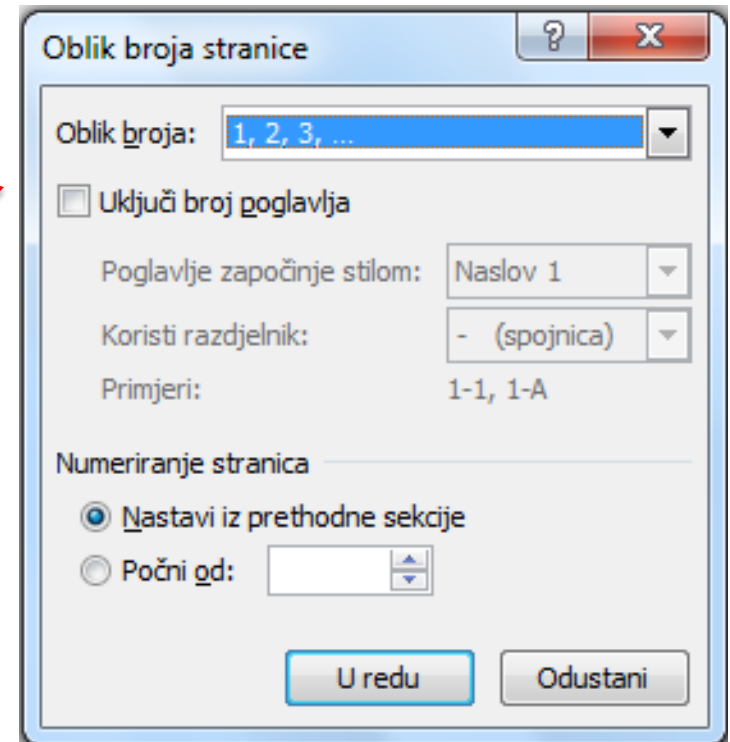 Oblik broja stranice
Oblik broja: 1, 2, 3, ...
Uključi broj poglavlja
Poglavlje započinje stilom: Naslov 1
Koristi razdjelnik: - (spojnica)
Primjeri: 1-1, 1-A
Numeriranje stranica
Nastavi iz prethodne sekcije
Počni od:
U redu Odustani